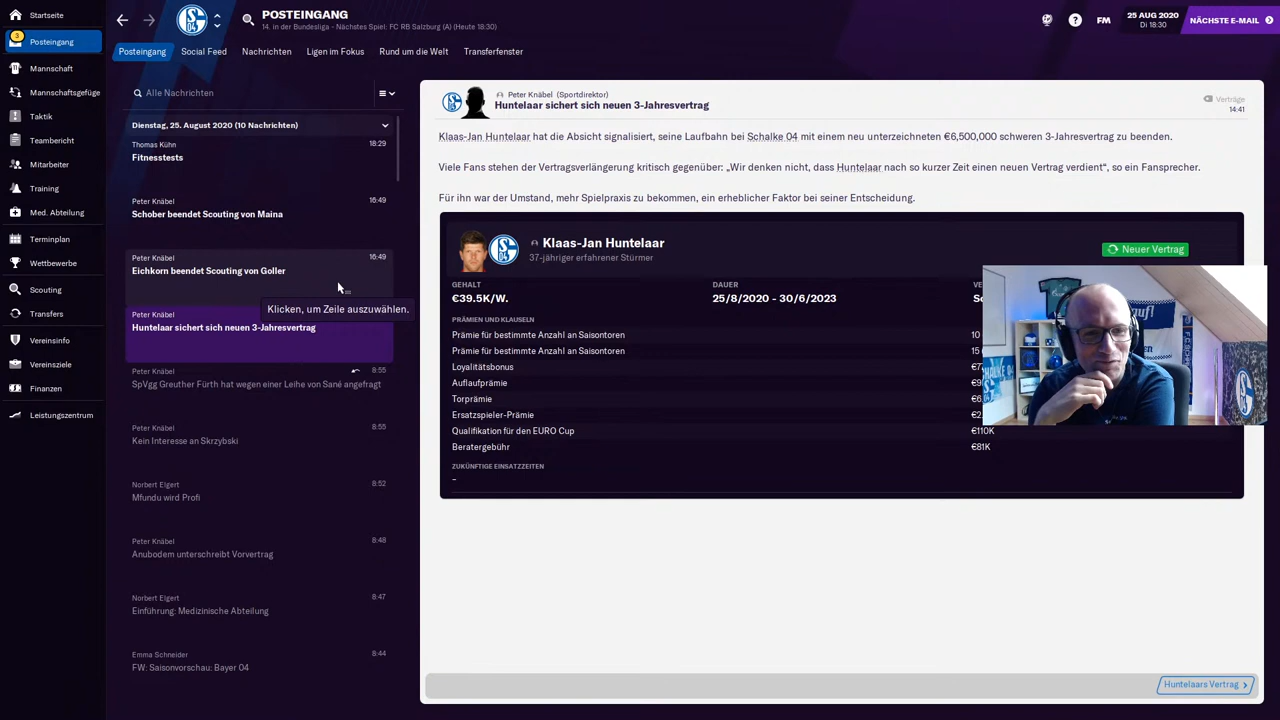 Startseite
3
Posteingang
Mannschaft
Mannschaftsgefüge
Taktik
Teambericht
Mitarbeiter
Training
Med. Abteilung
Terminplan
Wettbewerbe
Scouting
Transfers
Vereinsinfo
Vereinsziele
Finanzen
Leistungszentrum
POSTEINGANG
14. in der Bundesliga - Nächstes Spiel: FC RB Salzburg (A) (Heute 18:30)
FM
25 AUG 2020
Di 18:30
NÄCHSTE E-MAIL
Posteingang Social Feed Nachrichten Ligen im Fokus Rund um die Welt Transferfenster
Alle Nachrichten
Dienstag, 25. August 2020 (10 Nachrichten)
Thomas Kühn 18:29
Fitnesstests
Peter Knäbel 16:49
Schober beendet Scouting von Maina
Peter Knäbel 16:49
Eichkorn beendet Scouting von Goller
Klicken, um Zeile auszuwählen.
Peter Knäbel
Huntelaar sichert sich neuen 3-Jahresvertrag
Peter Knäbel 8:55
SpVgg Greuther Fürth hat wegen einer Leihe von Sané angefragt
Peter Knäbel 8:55
Kein Interesse an Skrzybski
Norbert Elgert 8:52
Mfundu wird Profi
Peter Knäbel 8:48
Anubodem unterschreibt Vorvertrag
Norbert Elgert 8:47
Einführung: Medizinische Abteilung
Emma Schneider 8:44
FW: Saisonvorschau: Bayer 04
Peter Knäbel (Sportdirektor)
Huntelaar sichert sich neuen 3-Jahresvertrag
Verträge
14:41
Klaas-Jan Huntelaar hat die Absicht signalisiert, seine Laufbahn bei Schalke 04 mit einem neu unterzeichneten €6,500,000 schweren 3-Jahresvertrag zu beenden.
Viele Fans stehen der Vertragsverlängerung kritisch gegenüber: „Wir denken nicht, dass Huntelaar nach so kurzer Zeit einen neuen Vertrag verdient“, so ein Fansprecher.
Für ihn war der Umstand, mehr Spielpraxis zu bekommen, ein erheblicher Faktor bei seiner Entscheidung.
Klaas-Jan Huntelaar
37-jähriger erfahrener Stürmer
Neuer Vertrag
GEHALT DAUER
€39.5K/W. 25/8/2020 - 30/6/2023
PRÄMIEN UND KLAUSELN
Prämie für bestimmte Anzahl an Saisontoren 10
Prämie für bestimmte Anzahl an Saisontoren 15
Loyalitätsbonus
Auflaufprämie
Torprämie
Ersatzspieler-Prämie
Qualifikation für den EURO Cup €110K
Beratergebühr €81K
ZUKÜNFTIGE EINSATZZEITEN
-
Huntelaars Vertrag